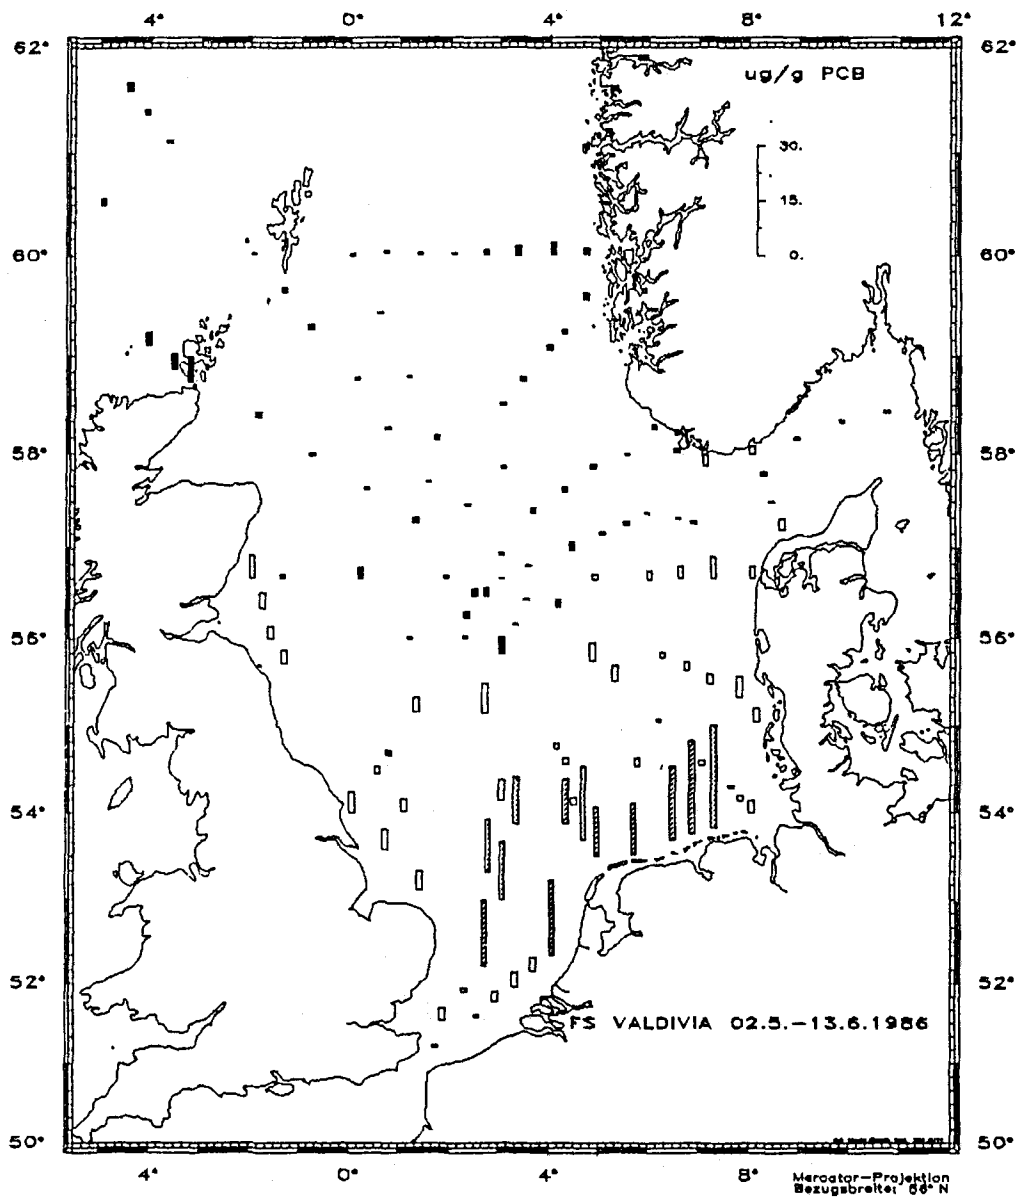 4° 0° 4° 8° 12°
62° 62°
ug/g PCB
30.
15.
0.
60° 60°
58° 58°
56° 56°
54° 54°
52° 52°
FS VALDIVIA 02.5.-13.6.1986
50° 50°
4° 0° 4° 8°
Mercator-Projektion
Bezugsbreite: 56° N